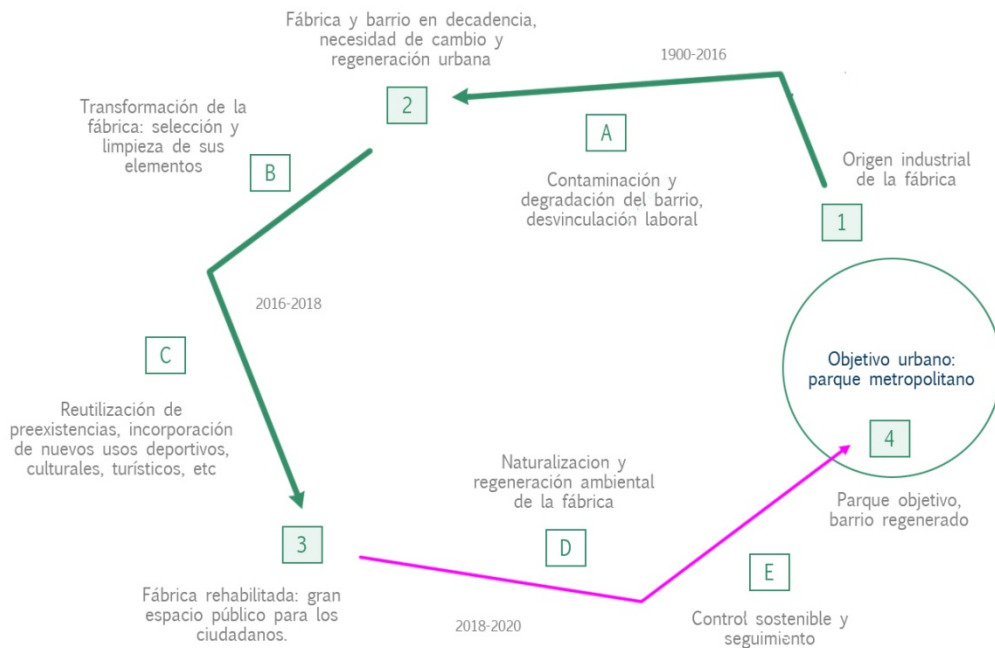 Fábrica y barrio en decadencia,
necesidad de cambio y
regeneración urbana
2
1900-2016
A
Contaminación y
degradación del barrio,
desvinculación laboral
Origen industrial
de la fábrica
1
Transformación de la
fábrica: selección y
limpieza de sus
elementos
B
2016-2018
C
Reutilización de
preexistencias, incorporación
de nuevos usos deportivos,
culturales, turísticos, etc
3
Fábrica rehabilitada: gran
espacio público para los
ciudadanos.
Naturalizacion y
regeneración ambiental
de la fábrica
D
2018-2020
E
Control sostenible y
seguimiento
Objetivo urbano:
parque metropolitano
4
Parque objetivo,
barrio regenerado